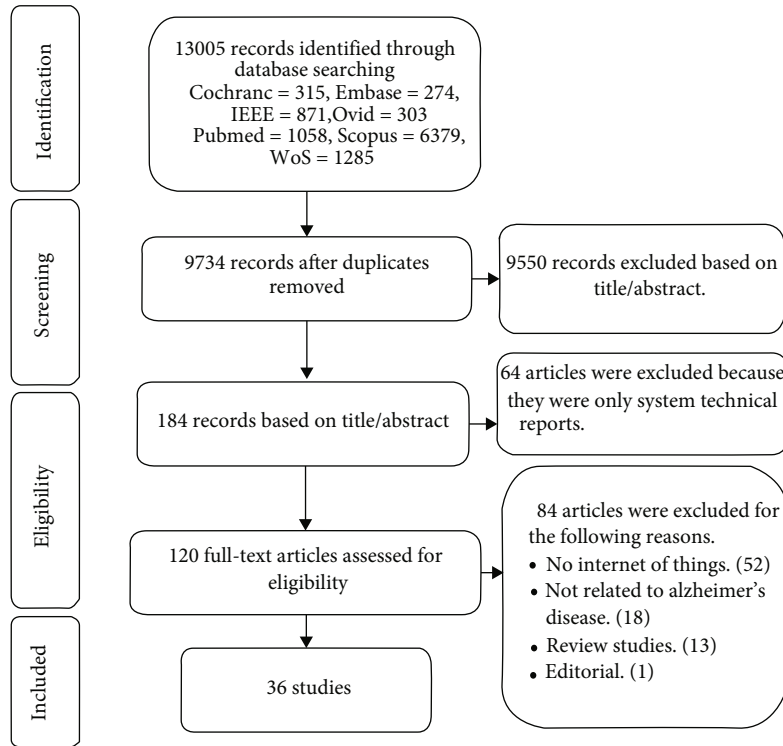 Identification
13005 records identified through
database searching
Cochranc = 315, Embase = 274,
IEEE = 871,Ovid = 303
Pubmed = 1058, Scopus = 6379,
WoS = 1285
Screening
9734 records after duplicates
removed
9550 records excluded based on
title/abstract.
184 records based on title/abstract
64 articles were excluded because
they were only system technical
reports.
Eligibility
120 full-text articles assessed for
eligibility
84 articles were excluded for
the following reasons.
• No internet of things. (52)
• Not related to alzheimer's
disease. (18)
• Review studies. (13)
• Editorial. (1)
Included
36 studies